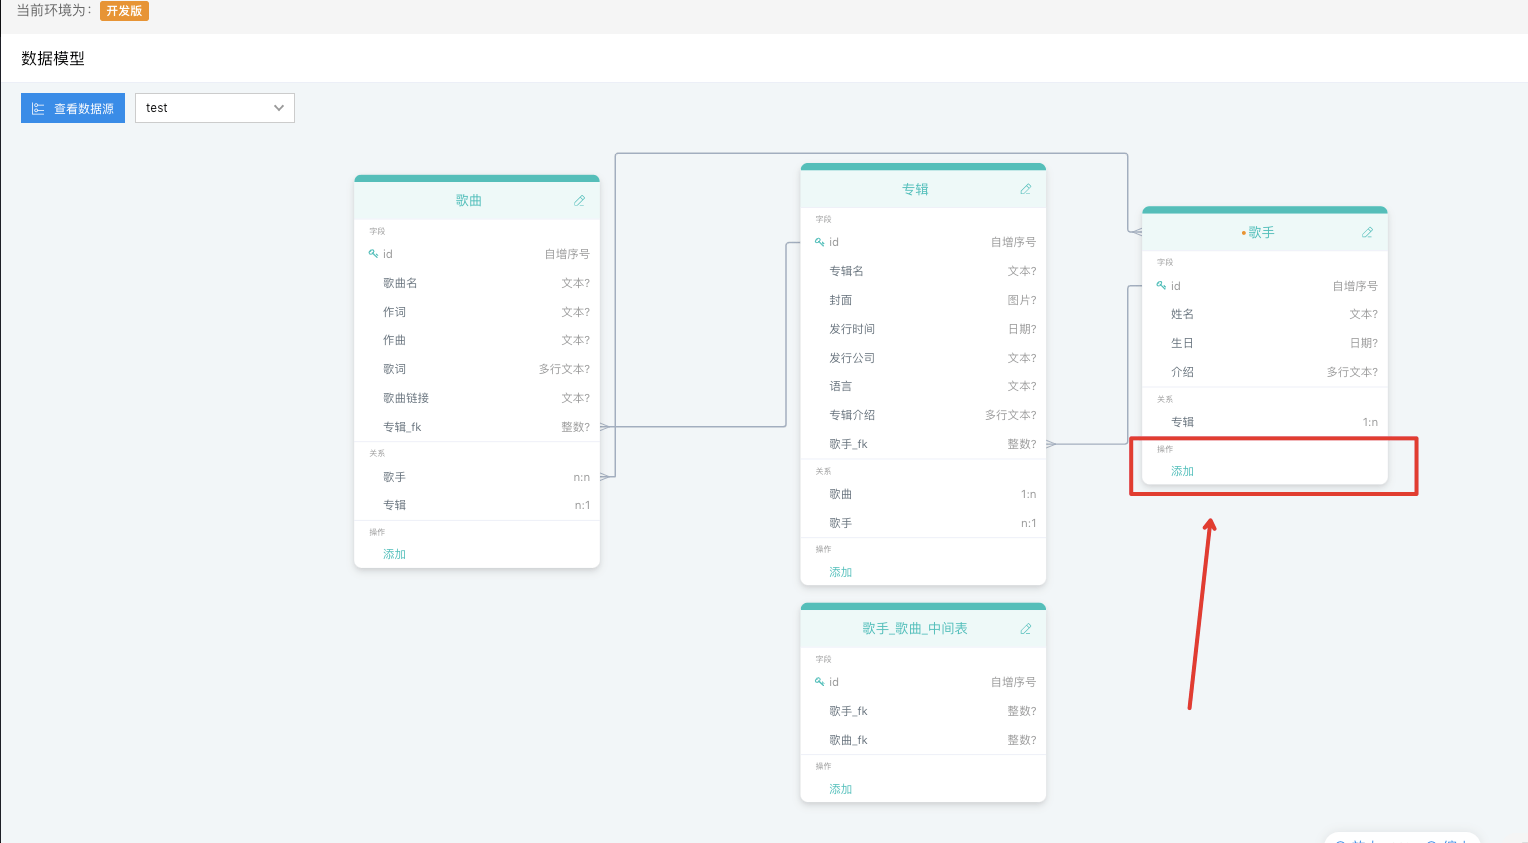 当前环境为： 开发版
数据模型
查看数据源 test
歌曲
字段
id 自增序号
歌曲名 文本?
作词 文本?
作曲 文本?
歌词 多行文本?
歌曲链接 文本?
专辑_fk 整数?
关系
歌手 n:n
专辑 n:1
操作
添加
专辑
字段
id 自增序号
专辑名 文本?
封面 图片?
发行时间 日期?
发行公司 文本?
语言 文本?
专辑介绍 多行文本?
歌手_fk 整数?
关系
歌曲 1:n
歌手 n:1
操作
添加
歌手
字段
id 自增序号
姓名 文本?
生日 日期?
介绍 多行文本?
关系
专辑 1:n
操作
添加
歌手_歌曲_中间表
字段
id 自增序号
歌手_fk 整数?
歌曲_fk 整数?
操作
添加